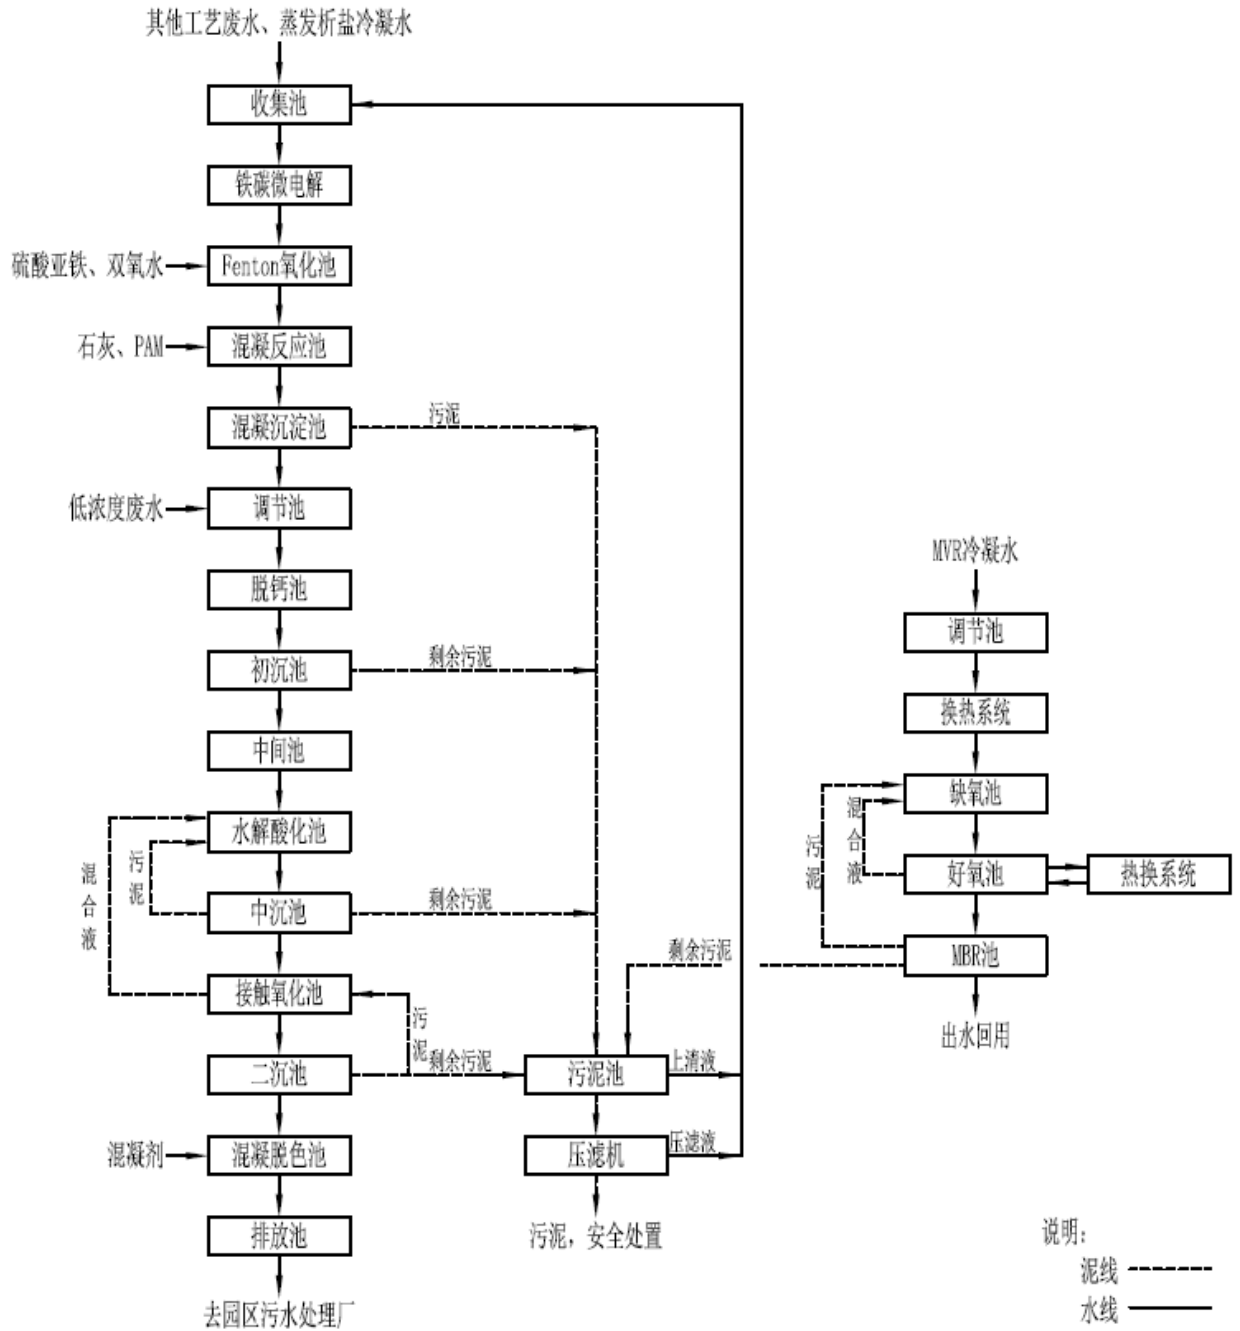 其他工艺废水、蒸发析盐冷凝水
收集池
铁碳微电解
硫酸亚铁、双氧水
Fenton氧化池
石灰、PAM
混凝反应池
混凝沉淀池
污泥
低浓度废水
调节池
脱钙池
初沉池
剩余污泥
中间池
水解酸化池
混合液
污泥
中沉池
剩余污泥
接触氧化池
污泥
二沉池
剩余污泥
污泥池
上清液
混凝剂
混凝脱色池
压滤机
压滤液
排放池
污泥，安全处置
去园区污水处理厂
MVR冷凝水
调节池
换热系统
缺氧池
污泥
混合液
好氧池
热换系统
MBR池
剩余污泥
出水回用
说明：
泥线
水线